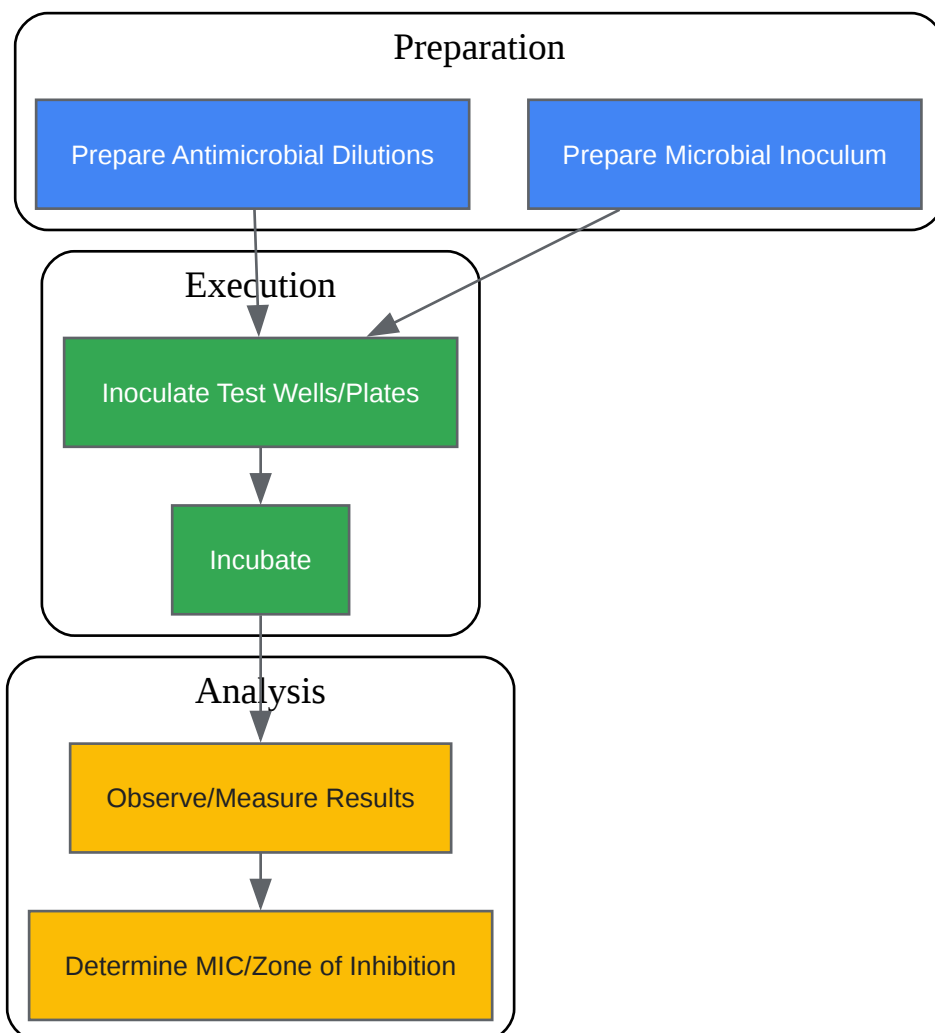 Preparation
Prepare Antimicrobial Dilutions
Prepare Microbial Inoculum
Execution
Inoculate Test Wells/Plates
Incubate
Analysis
Observe/Measure Results
Determine MIC/Zone of Inhibition